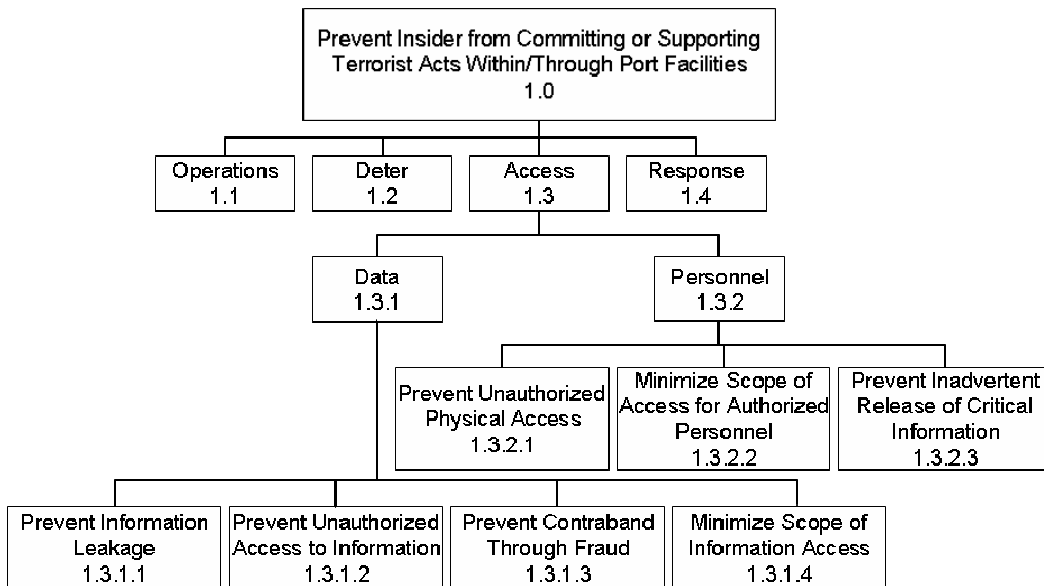 Prevent Insider from Committing or Supporting
Terrorist Acts Within/Through Port Facilities
1.0
Operations
1.1
Deter
1.2
Access
1.3
Response
1.4
Data
1.3.1
Personnel
1.3.2
Prevent Unauthorized
Physical Access
1.3.2.1
Minimize Scope of
Access for Authorized
Personnel
1.3.2.2
Prevent Inadvertent
Release of Critical
Information
1.3.2.3
Prevent Information
Leakage
1.3.1.1
Prevent Unauthorized
Access to Information
1.3.1.2
Prevent Contraband
Through Fraud
1.3.1.3
Minimize Scope of
Information Access
1.3.1.4